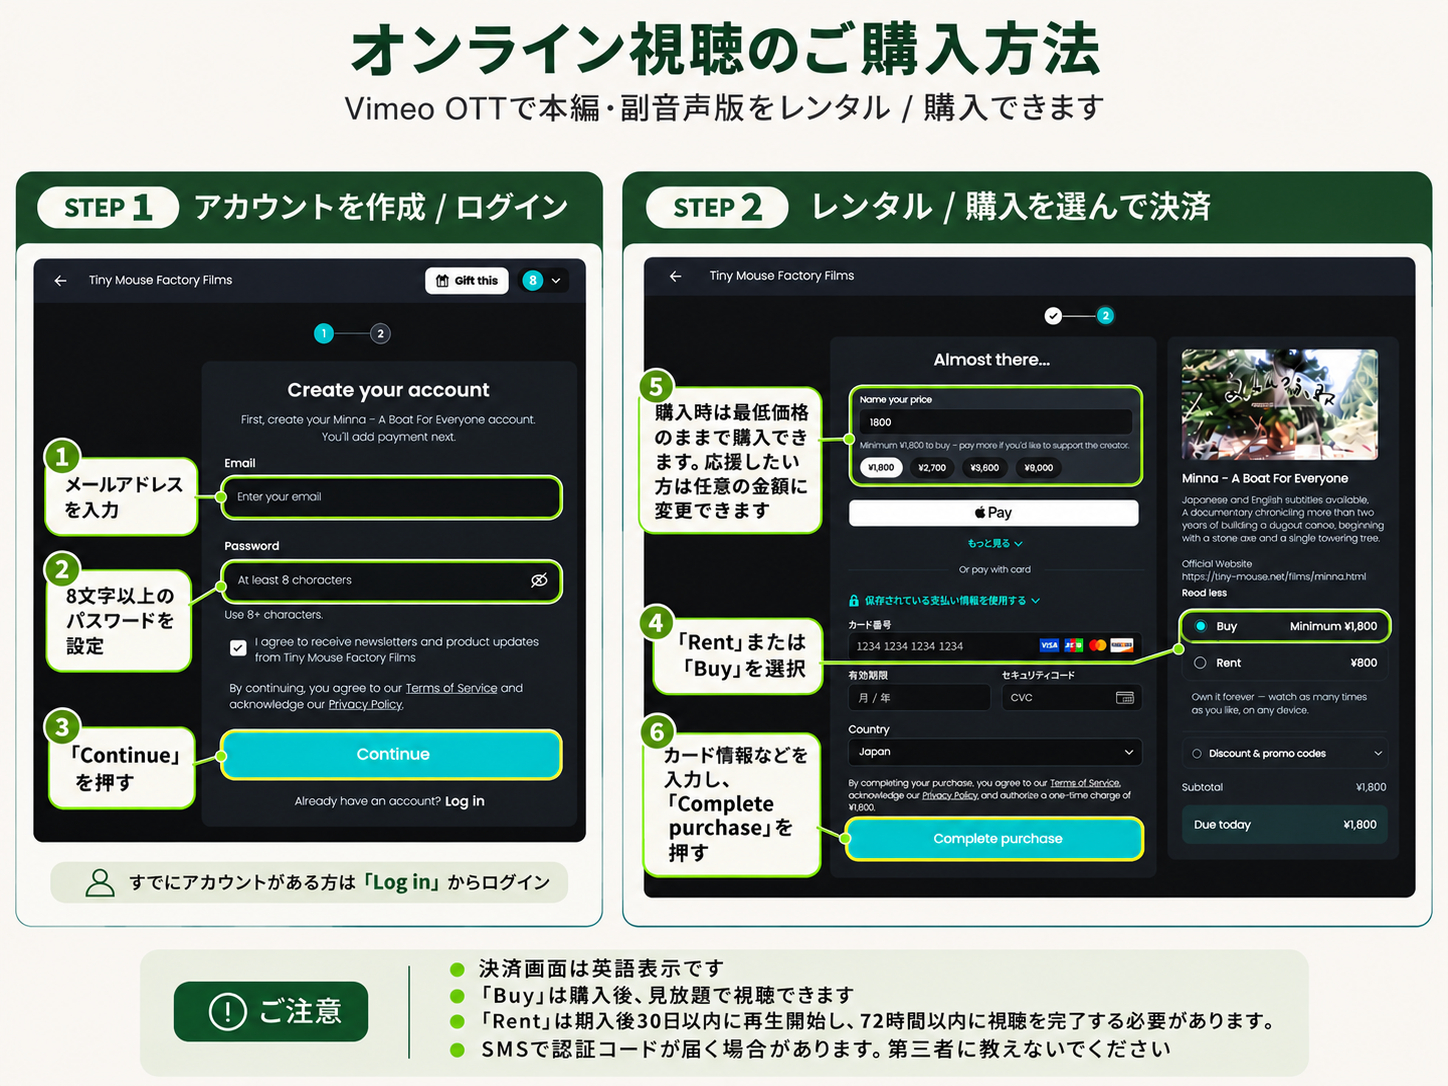 オンライン視聴のご購入方法
Vimeo OTTで本編・副音声版をレンタル / 購入できます
STEP 1 アカウントを作成 / ログイン
← Tiny Mouse Factory Films
Gift this
8
1 2
Create your account
First, create your Minna – A Boat For Everyone account.
You'll add payment next.
Email
Enter your email
Password
At least 8 choracters
Use 8+ characters.
I agree to receive newsletters and product updates
from Tiny Mouse Factory Films
By continuing, you agree to our Terms of Service and
acknowledge our Privacy Policy.
Continue
Already have an account? Log in
1
メールアドレス
を入力
2
8文字以上の
パスワードを
設定
3
「Continue」
を押す
すでにアカウントがある方は「Log in」からログイン
STEP 2 レンタル / 購入を選んで決済
← Tiny Mouse Factory Films
2
Almost there...
Name your price
1800
Minimum ¥1,800 to buy – pay more if you'd like to support the creator.
¥1,800 ¥2,700 ¥3,600 ¥9,000
Pay
もっと見る
Or pay with card
保存されている支払い情報を使用する
カード番号
1234 1234 1234 1234
VISA
有効期限
セキュリティコード
月 / 年
CVC
Country
Japan
By completing your purchase, you agree to our Terms of Service,
acknowledge our Privacy Policy, and authorize a one-time charge of
¥1,800.
Complete purchase
5
購入時は最低価格
のままで購入でき
ます。応援したい
方は任意の金額に
変更できます
4
「Rent」または
「Buy」を選択
6
カード情報などを
入力し、
「Complete
purchase」を
押す
Minna – A Boat For Everyone
Japanese and English subtitles available,
A documentary chronicling more than two
years of building a dugout canoe, beginning
with a stone axe and a single towering tree.
Official Website
https://tiny-mouse.net/films/minna.html
Reod less
Buy Minimum ¥1,800
Rent ¥800
Own it forever — watch as many times
as you like, on any device.
Discount & promo codes
Subtotal ¥1,800
Due today ¥1,800
! ご注意
決済画面は英語表示です
「Buy」は購入後、見放題で視聴できます
「Rent」は期入後30日以内に再生開始し、72時間以内に視聴を完了する必要があります。
SMSで認証コードが届く場合があります。第三者に教えないでください